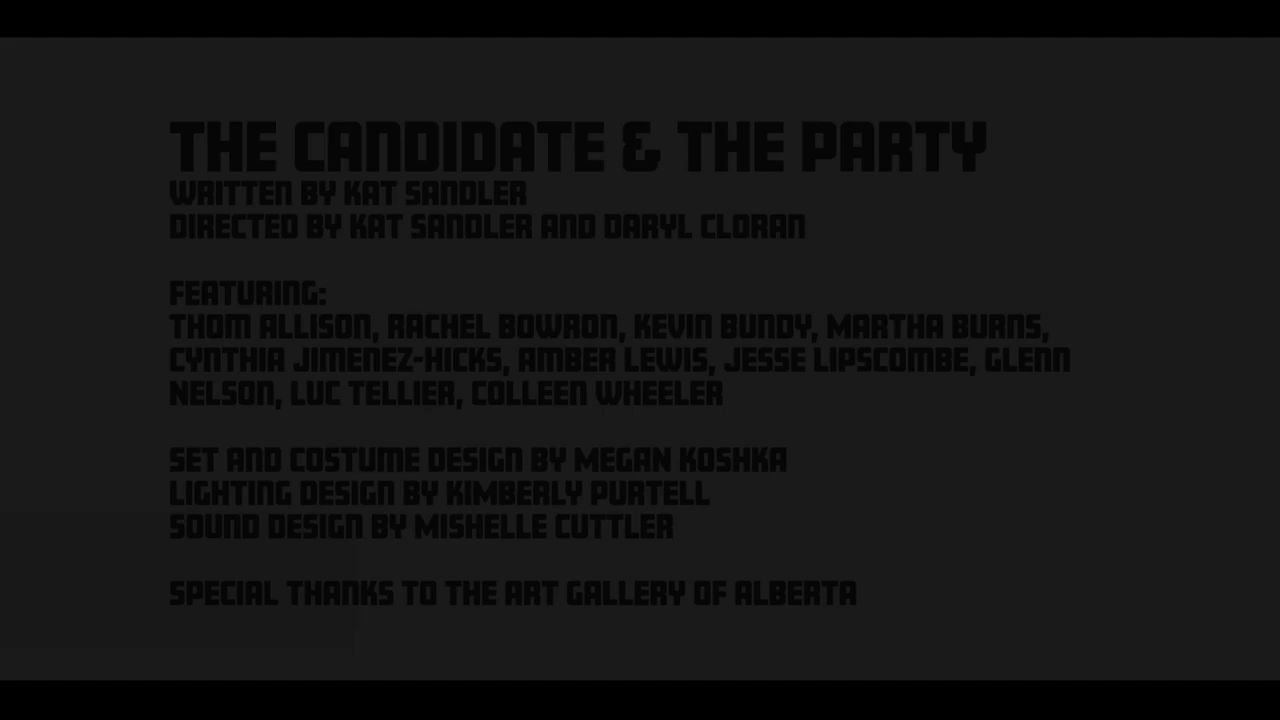 THE CANDIDATE & THE PARTY
WRITTEN BY KAT SANDLER
DIRECTED BY KAT SANDLER AND DARYL CLORAN
FEATURING:
THOM ALLISON, RACHEL BOWRON, KEVIN BUNDY, MARTHA BURNS,
CYNTHIA JIMENEZ-HICKS, AMBER LEWIS, JESSE LIPSCOMBE, GLENN
NELSON, LUC TELLIER, COLLEEN WHEELER
SET AND COSTUME DESIGN BY MEGAN KOSHKA
LIGHTING DESIGN BY KIMBERLY PURTELL
SOUND DESIGN BY MISHELLE CUTTLER
SPECIAL THANKS TO THE ART GALLERY OF ALBERTA